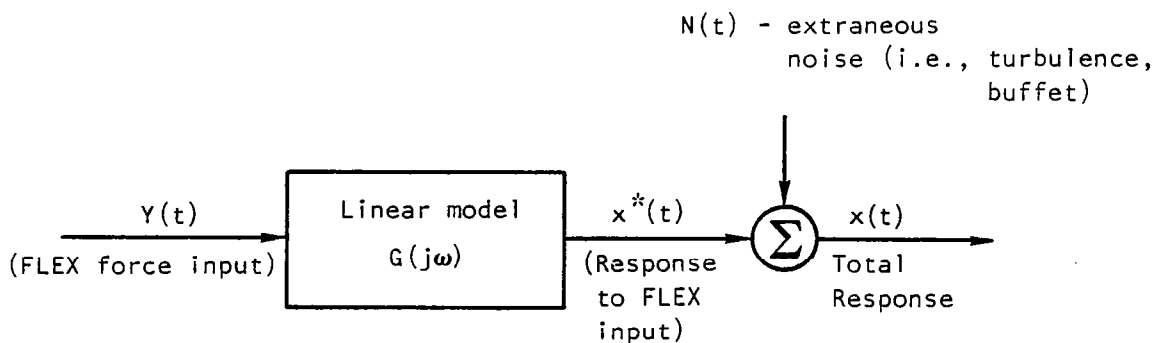 N(t) - extraneous
noise (i.e., turbulence,
buffet)
Y(t)
(FLEX force input)
Linear model
G(jω)
x*(t)
(Response
to FLEX
input)
Σ
x(t)
Total
Response